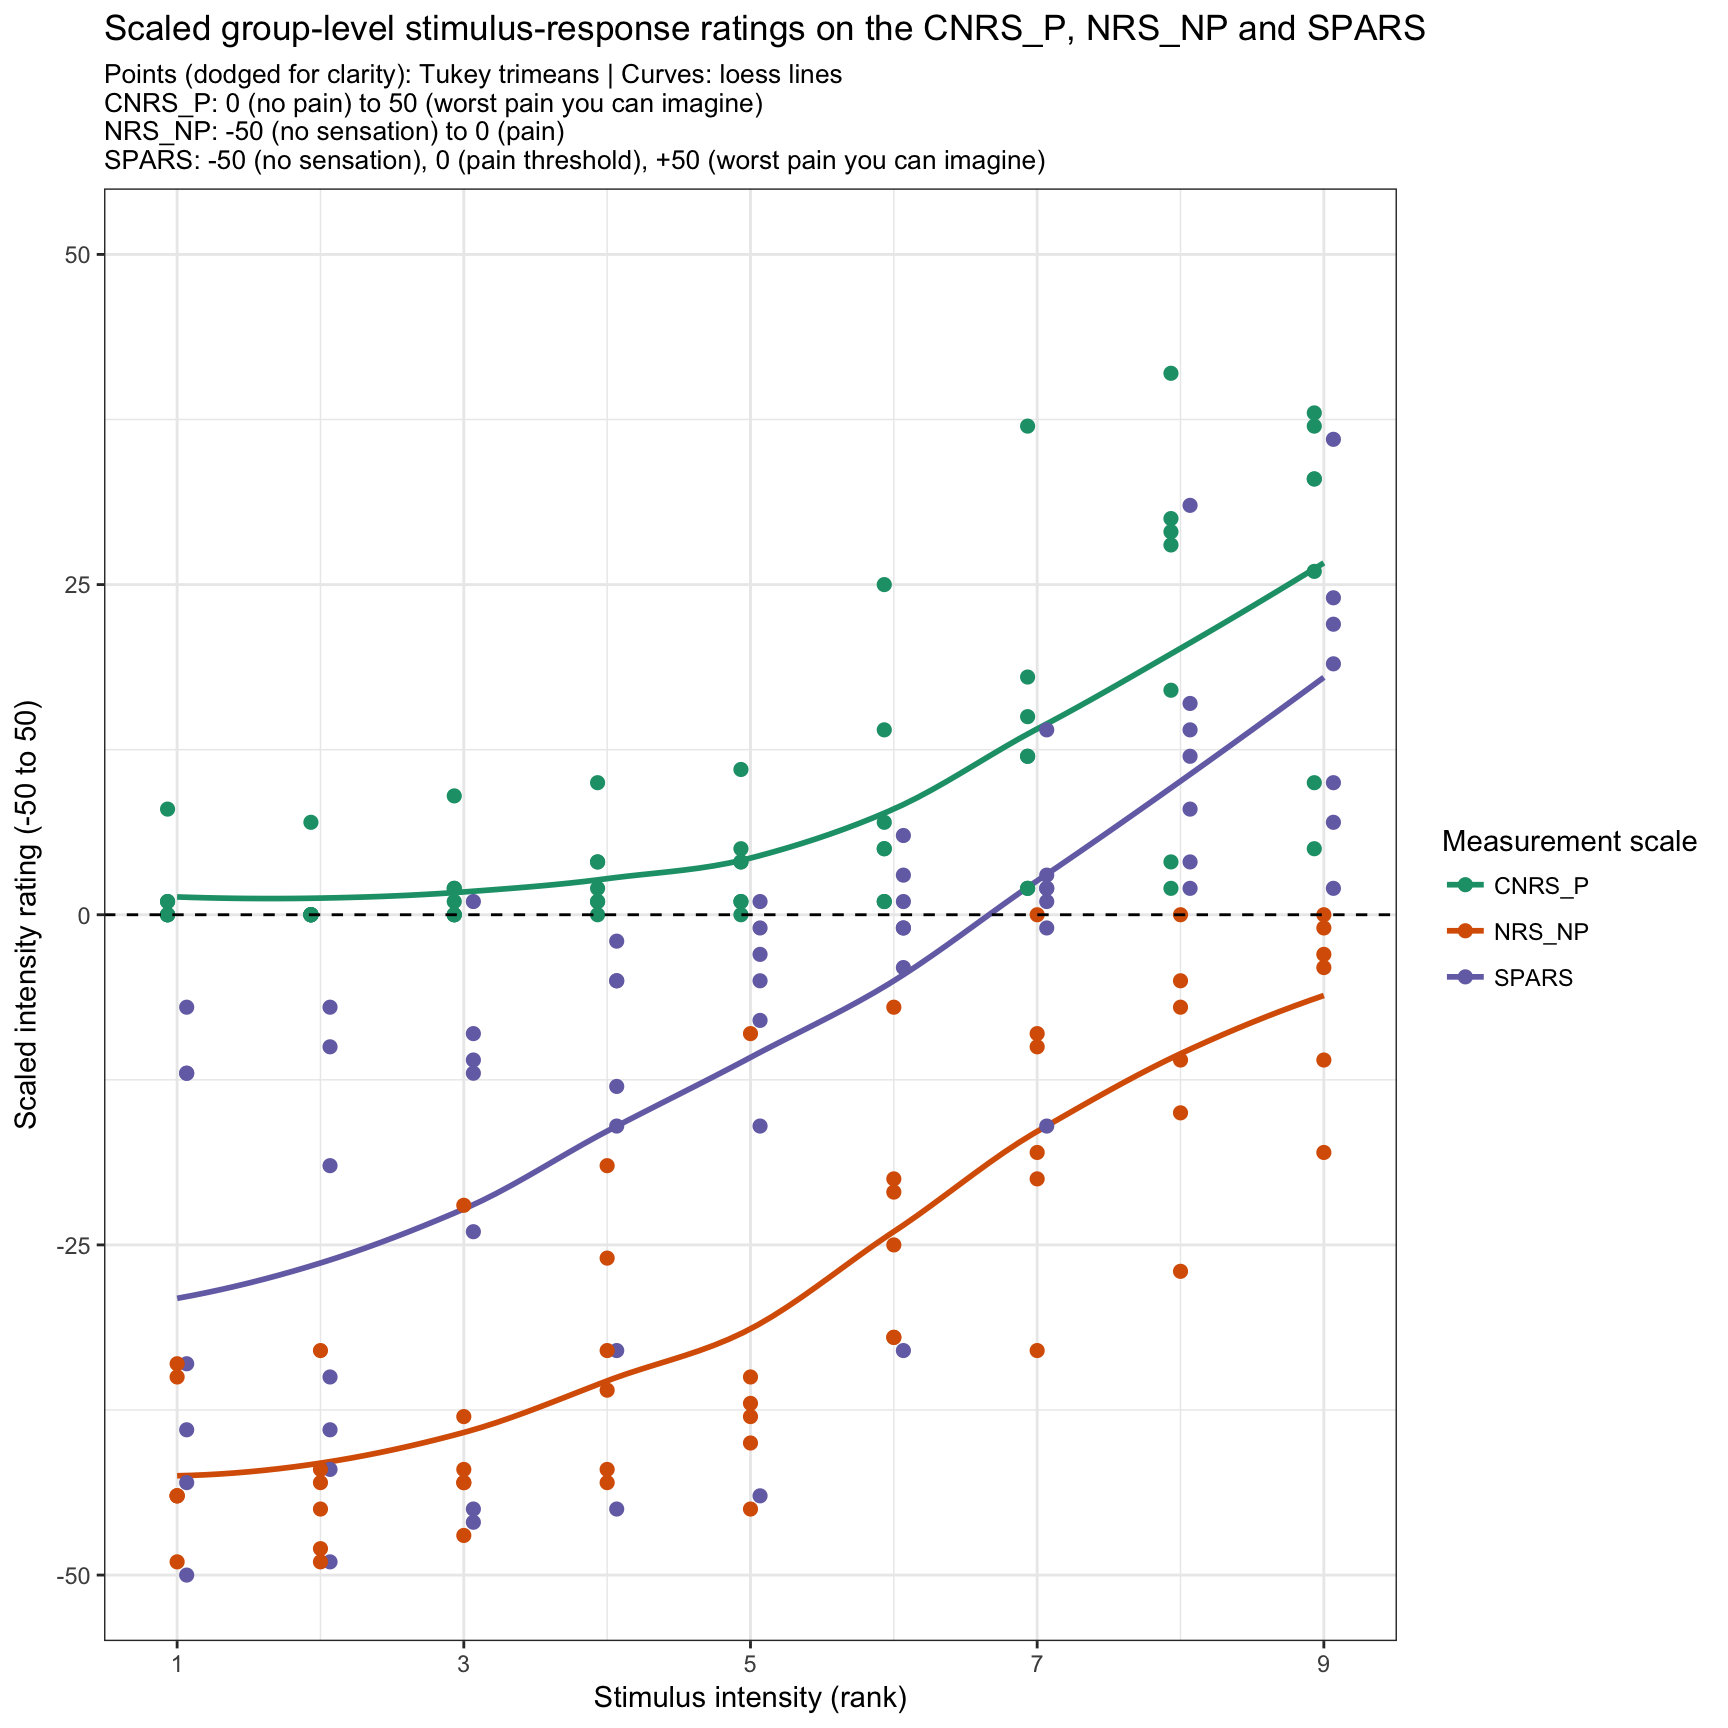 Scaled group-level stimulus-response ratings on the CNRS_P, NRS_NP and SPARS
Points (dodged for clarity): Tukey trimeans | Curves: loess lines
CNRS_P: 0 (no pain) to 50 (worst pain you can imagine)
NRS_NP: -50 (no sensation) to 0 (pain)
SPARS: -50 (no sensation), 0 (pain threshold), +50 (worst pain you can imagine)
Scaled intensity rating (-50 to 50)
50
25
0
-25
-50
1
3
5
7
9
Stimulus intensity (rank)
Measurement scale
CNRS_P
NRS_NP
SPARS